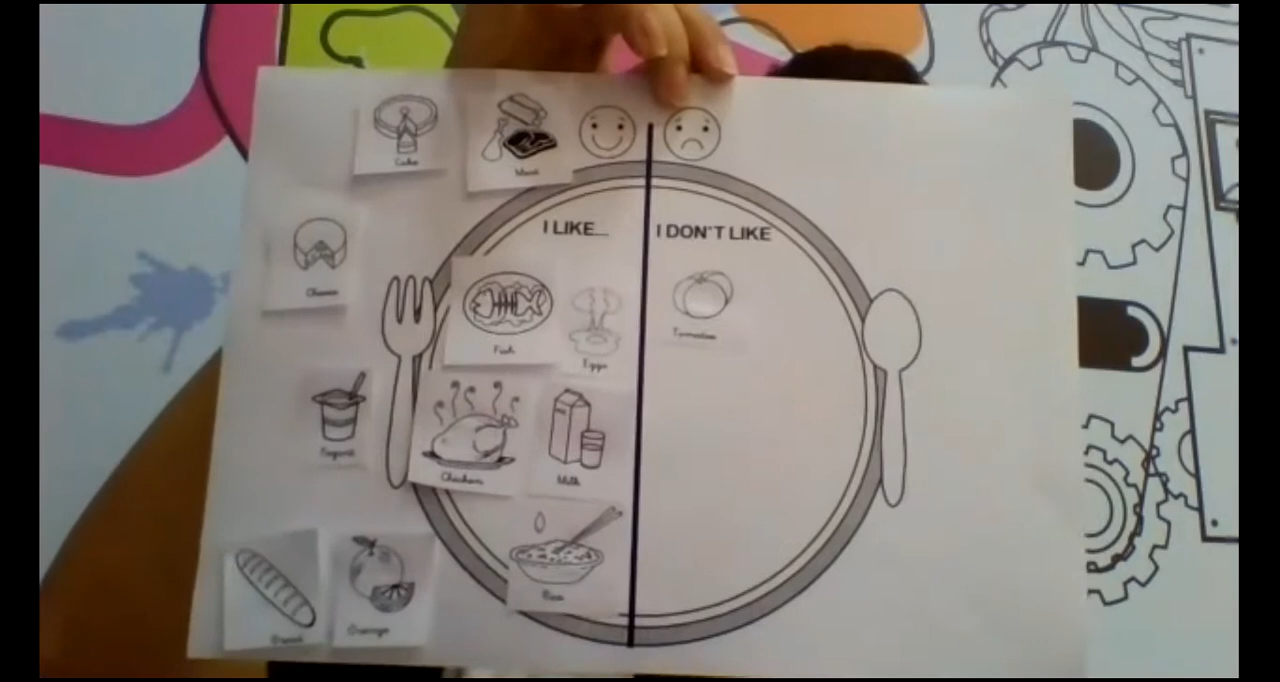 Cake
Meat
I LIKE...
I DON'T LIKE
Cheese
Fish
Eggs
Tomatoes
Yogurt
Chicken
Milk
Rice
Bread
Orange